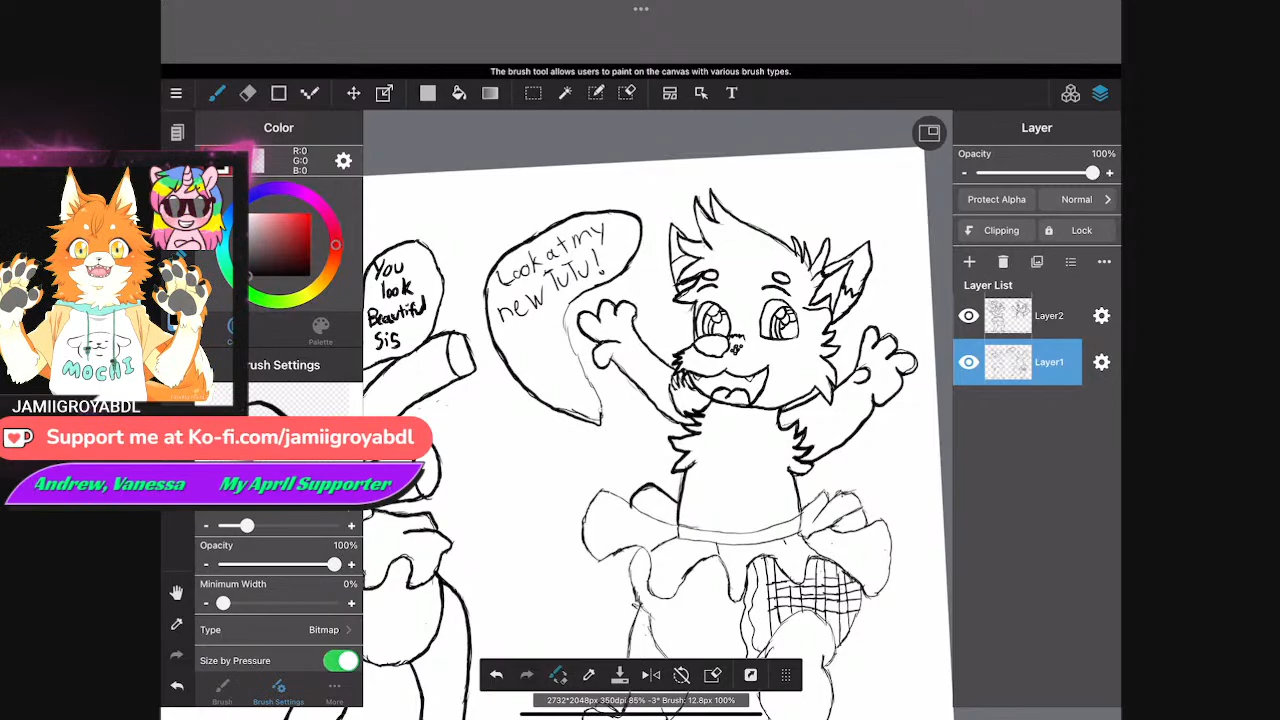 The brush tool allows users to paint on the canvas with various brush types.
T
Color
R:0
G:0
B:0
Palette
Brush Settings
MOCHI
JAMIIGROYABDL
Support me at Ko-fi.com/jamiigroyabdl
Andrew, Vanessa My April Supporter
- +
Opacity 100%
- +
Minimum Width 0%
- +
Type Bitmap >
Size by Pressure
Brush Brush Settings More
You
look
Beautiful
Sis
Look at my
new TuTu!
2732*2048px 350dpi 85% -3° Brush: 12.8px 100%
Layer
Opacity 100%
- +
Protect Alpha Normal >
Clipping Lock
Layer List
Layer2
Layer1